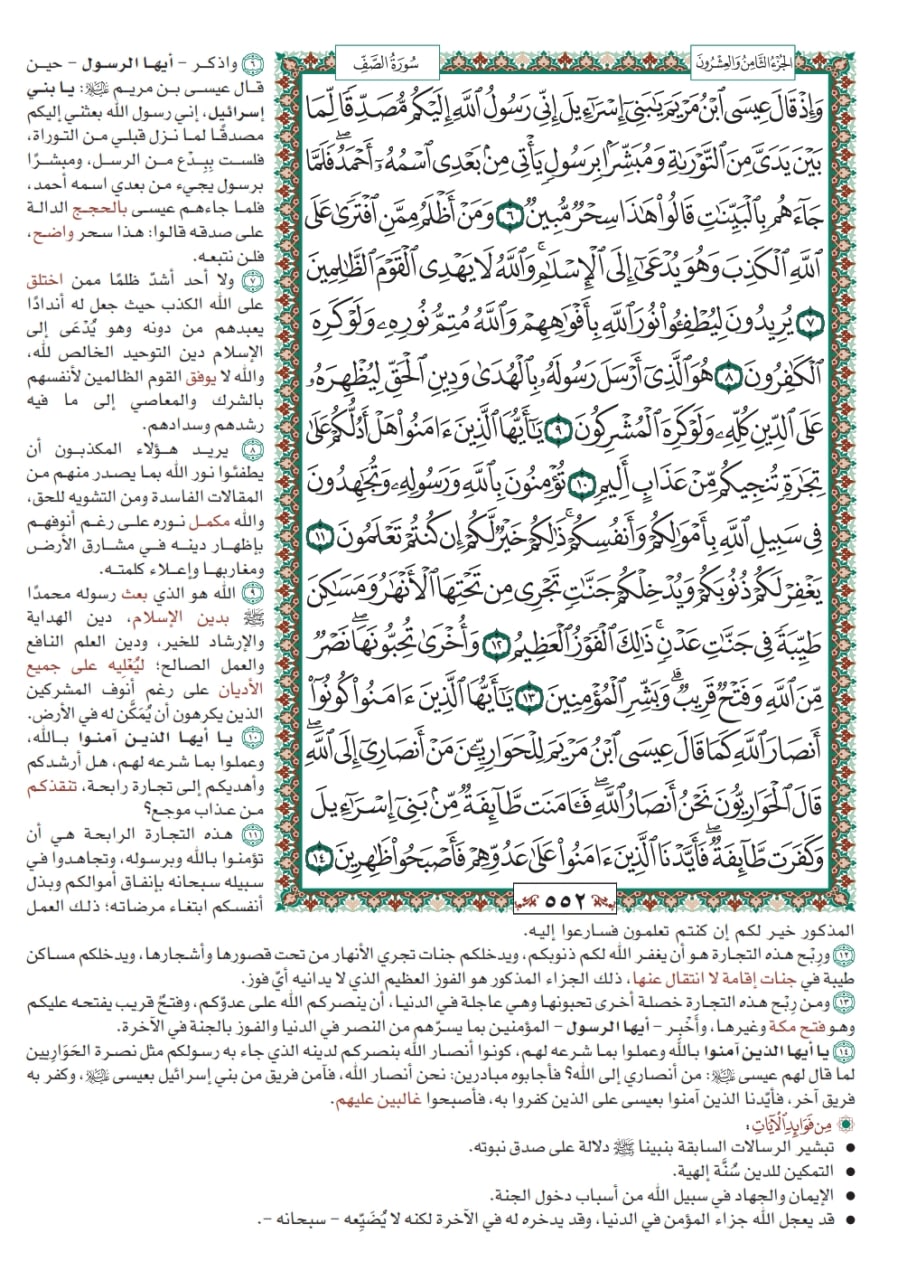 الجزء الثامن والعشرون
سورة الصف
وَإِذْ قَالَ عِيسَى ٱبْنُ مَرْيَمَ يَٰبَنِىٓ إِسْرَٰٓءِيلَ إِنِّى رَسُولُ ٱللَّهِ إِلَيْكُم مُّصَدِّقًا لِّمَا
بَيْنَ يَدَىَّ مِنَ ٱلتَّوْرَىٰةِ وَمُبَشِّرًۢا بِرَسُولٍ يَأْتِى مِنۢ بَعْدِى ٱسْمُهُۥٓ أَحْمَدُۖ فَلَمَّا
جَآءَهُم بِٱلْبَيِّنَٰتِ قَالُوا۟ هَٰذَا سِحْرٌ مُّبِينٌ ٦ وَمَنْ أَظْلَمُ مِمَّنِ ٱفْتَرَىٰ عَلَى
ٱللَّهِ ٱلْكَذِبَ وَهُوَ يُدْعَىٰٓ إِلَى ٱلْإِسْلَٰمِۚ وَٱللَّهُ لَا يَهْدِى ٱلْقَوْمَ ٱلظَّٰلِمِينَ
٧ يُرِيدُونَ لِيُطْفِـُٔوا۟ نُورَ ٱللَّهِ بِأَفْوَٰهِهِمْ وَٱللَّهُ مُتِمُّ نُورِهِۦ وَلَوْ كَرِهَ
ٱلْكَٰفِرُونَ ٨ هُوَ ٱلَّذِىٓ أَرْسَلَ رَسُولَهُۥ بِٱلْهُدَىٰ وَدِينِ ٱلْحَقِّ لِيُظْهِرَهُۥ
عَلَى ٱلدِّينِ كُلِّهِۦ وَلَوْ كَرِهَ ٱلْمُشْرِكُونَ ٩ يَٰٓأَيُّهَا ٱلَّذِينَ ءَامَنُوا۟ هَلْ أَدُلُّكُمْ عَلَىٰ
تِجَٰرَةٍ تُنجِيكُم مِّنْ عَذَابٍ أَلِيمٍ ١٠ تُؤْمِنُونَ بِٱللَّهِ وَرَسُولِهِۦ وَتُجَٰهِدُونَ
فِى سَبِيلِ ٱللَّهِ بِأَمْوَٰلِكُمْ وَأَنفُسِكُمْۚ ذَٰلِكُمْ خَيْرٌ لَّكُمْ إِن كُنتُمْ تَعْلَمُونَ ١١
يَغْفِرْ لَكُمْ ذُنُوبَكُمْ وَيُدْخِلْكُمْ جَنَّٰتٍ تَجْرِى مِن تَحْتِهَا ٱلْأَنْهَٰرُ وَمَسَٰكِنَ
طَيِّبَةً فِى جَنَّٰتِ عَدْنٍۚ ذَٰلِكَ ٱلْفَوْزُ ٱلْعَظِيمُ ١٢ وَأُخْرَىٰ تُحِبُّونَهَاۖ نَصْرٌ
مِّنَ ٱللَّهِ وَفَتْحٌ قَرِيبٌۗ وَبَشِّرِ ٱلْمُؤْمِنِينَ ١٣ يَٰٓأَيُّهَا ٱلَّذِينَ ءَامَنُوا۟ كُونُوٓا۟
أَنصَارَ ٱللَّهِ كَمَا قَالَ عِيسَى ٱبْنُ مَرْيَمَ لِلْحَوَارِيِّـۧنَ مَنْ أَنصَارِىٓ إِلَى ٱللَّهِۖ
قَالَ ٱلْحَوَارِيُّونَ نَحْنُ أَنصَارُ ٱللَّهِۖ فَـَٔامَنَت طَّآئِفَةٌ مِّنۢ بَنِىٓ إِسْرَٰٓءِيلَ
وَكَفَرَت طَّآئِفَةٌۖ فَأَيَّدْنَا ٱلَّذِينَ ءَامَنُوا۟ عَلَىٰ عَدُوِّهِمْ فَأَصْبَحُوا۟ ظَٰهِرِينَ ١٤
٥٥٢
٦ واذكر - أيها الرسول - حين
قال عيسى بن مريم ﷺ: يا بني
إسرائيل، إني رسول الله بعثني إليكم
مصدقًا لما نزل قبلي من التوراة،
فلست بِبِدْع من الرسل، ومبشرًا
برسول يجيء من بعدي اسمه أحمد،
فلما جاءهم عيسى بالحجج الدالة
على صدقه قالوا: هذا سحر واضح،
فلن نتبعه.
٧ ولا أحد أشدّ ظلمًا ممن اختلق
على الله الكذب حيث جعل له أندادًا
يعبدهم من دونه وهو يُدْعَى إلى
الإسلام دين التوحيد الخالص لله،
والله لا يوفق القوم الظالمين لأنفسهم
بالشرك والمعاصي إلى ما فيه
رشدهم وسدادهم.
٨ يريد هؤلاء المكذبون أن
يطفئوا نور الله بما يصدر منهم من
المقالات الفاسدة ومن التشويه للحق،
والله مكمل نوره على رغم أنوفهم
بإظهار دينه في مشارق الأرض
ومغاربها وإعلاء كلمته.
٩ الله هو الذي بعث رسوله محمدًا
ﷺ بدين الإسلام، دين الهداية
والإرشاد للخير، ودين العلم النافع
والعمل الصالح؛ ليُعْلِيه على جميع
الأديان على رغم أنوف المشركين
الذين يكرهون أن يُمَكَّن له في الأرض.
١٠ يا أيها الذين آمنوا بالله،
وعملوا بما شرعه لهم، هل أرشدكم
وأهديكم إلى تجارة رابحة، تنقذكم
من عذاب موجع؟
١١ هذه التجارة الرابحة هي أن
تؤمنوا بالله وبرسوله، وتجاهدوا في
سبيله سبحانه بإنفاق أموالكم وبذل
أنفسكم ابتغاء مرضاته؛ ذلك العمل
المذكور خير لكم إن كنتم تعلمون فسارعوا إليه.
١٢ ورِبْح هذه التجارة هو أن يغفر الله لكم ذنوبكم، ويدخلكم جنات تجري الأنهار من تحت قصورها وأشجارها، ويدخلكم مساكن
طيبة في جنات إقامة لا انتقال عنها، ذلك الجزاء المذكور هو الفوز العظيم الذي لا يدانيه أيّ فوز.
١٣ ومن رِبْح هذه التجارة خصلة أخرى تحبونها وهي عاجلة في الدنيا، أن ينصركم الله على عدوّكم، وفتحٌ قريب يفتحه عليكم
وهو فتح مكة وغيرها، وأَخْبِر - أيها الرسول - المؤمنين بما يسرّهم من النصر في الدنيا والفوز بالجنة في الآخرة.
١٤ يا أيها الذين آمنوا بالله وعملوا بما شرعه لهم، كونوا أنصار الله بنصركم لدينه الذي جاء به رسولكم مثل نصرة الحَوَارِيين
لما قال لهم عيسى ﷺ: من أنصاري إلى الله؟ فأجابوه مبادرين: نحن أنصار الله، فآمن فريق من بني إسرائيل بعيسى ﷺ، وكفر به
فريق آخر، فأيّدنا الذين آمنوا بعيسى على الذين كفروا به، فأصبحوا غالبين عليهم.
من فوائد الآيات:
• تبشير الرسالات السابقة بنبينا ﷺ دلالة على صدق نبوته.
• التمكين للدين سُنَّة إلهية.
• الإيمان والجهاد في سبيل الله من أسباب دخول الجنة.
• قد يعجل الله جزاء المؤمن في الدنيا، وقد يدخره له في الآخرة لكنه لا يُضَيِّعه - سبحانه -.